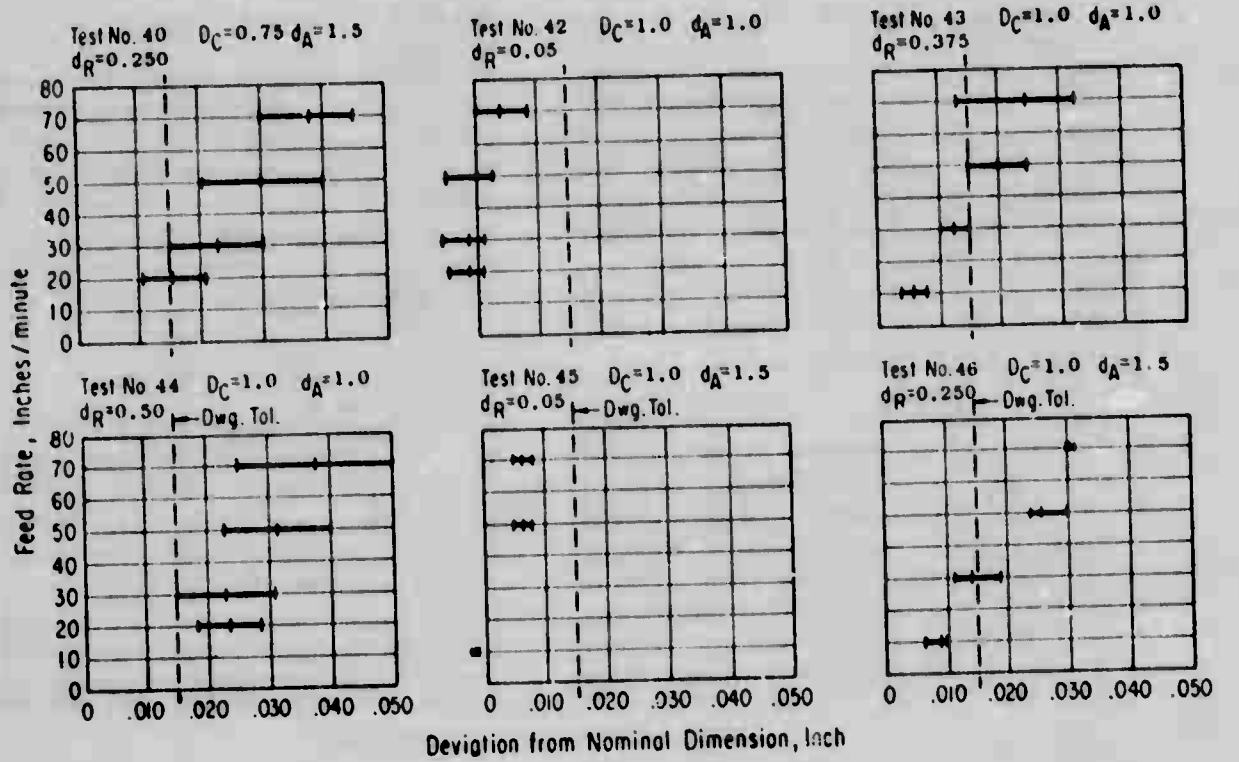 Test No. 40 D_C=0.75 d_A=1.5
d_R=0.250
Test No. 42 D_C=1.0 d_A=1.0
d_R=0.05
Test No. 43 D_C=1.0 d_A=1.0
d_R=0.375
80
70
60
50
40
30
20
10
0
Feed Rate, Inches/minute
Test No 44 D_C=1.0 d_A=1.0
d_R=0.50 Dwg. Tol.
Test No. 45 D_C=1.0 d_A=1.5
d_R=0.05 Dwg. Tol.
Test No.46 D_C=1.0 d_A=1.5
d_R=0.250 Dwg. Tol.
80
70
60
50
40
30
20
10
0
0 .010 .020 .030 .040 .050
0 .010 .020 .030 .040 .050
0 .010 .020 .030 .040 .050
Deviation from Nominal Dimension, Inch